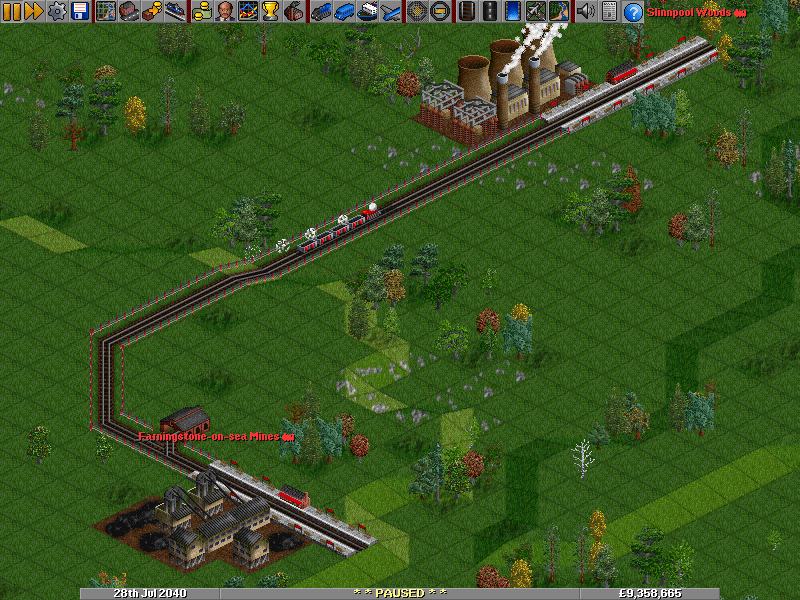 Slinnpool Woods
Farningstone-on-sea Mines
28th Jul 2040
* * PAUSED * *
£9,358,665